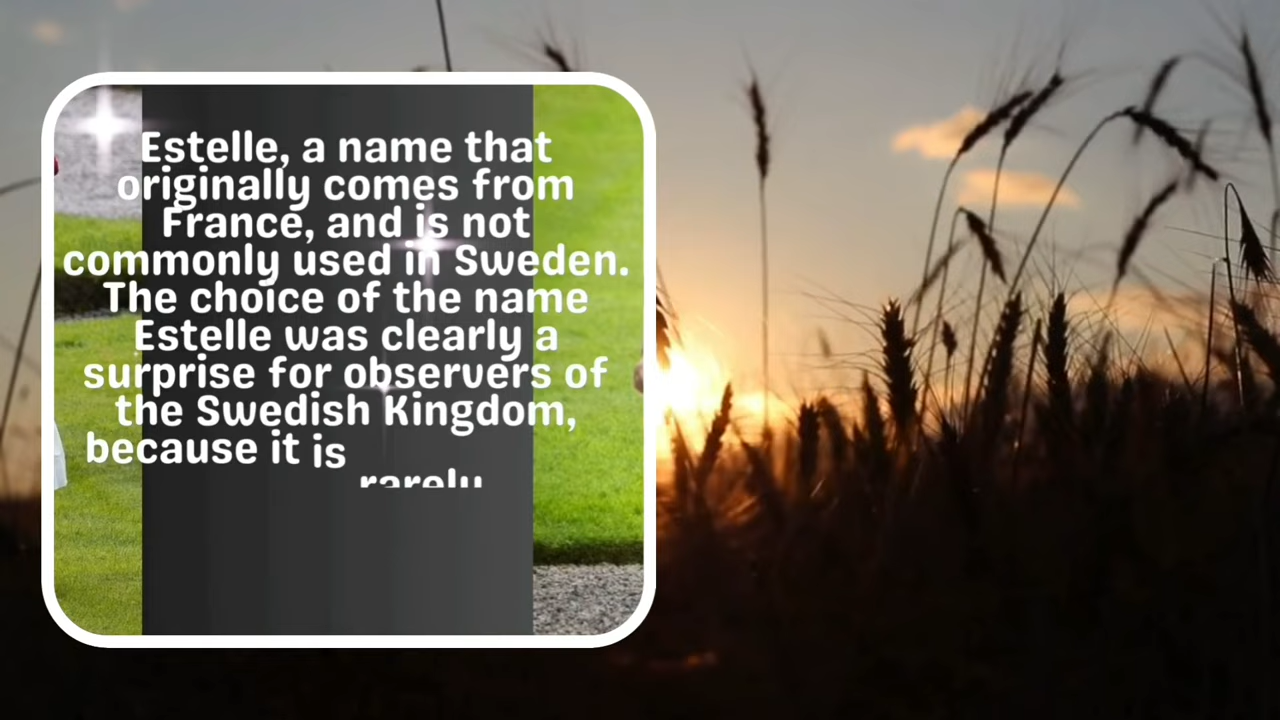 Estelle, a name that
originally comes from
France, and is not
commonly used in Sweden.
The choice of the name
Estelle was clearly a
surprise for observers of
the Swedish Kingdom,
because it is
rarely